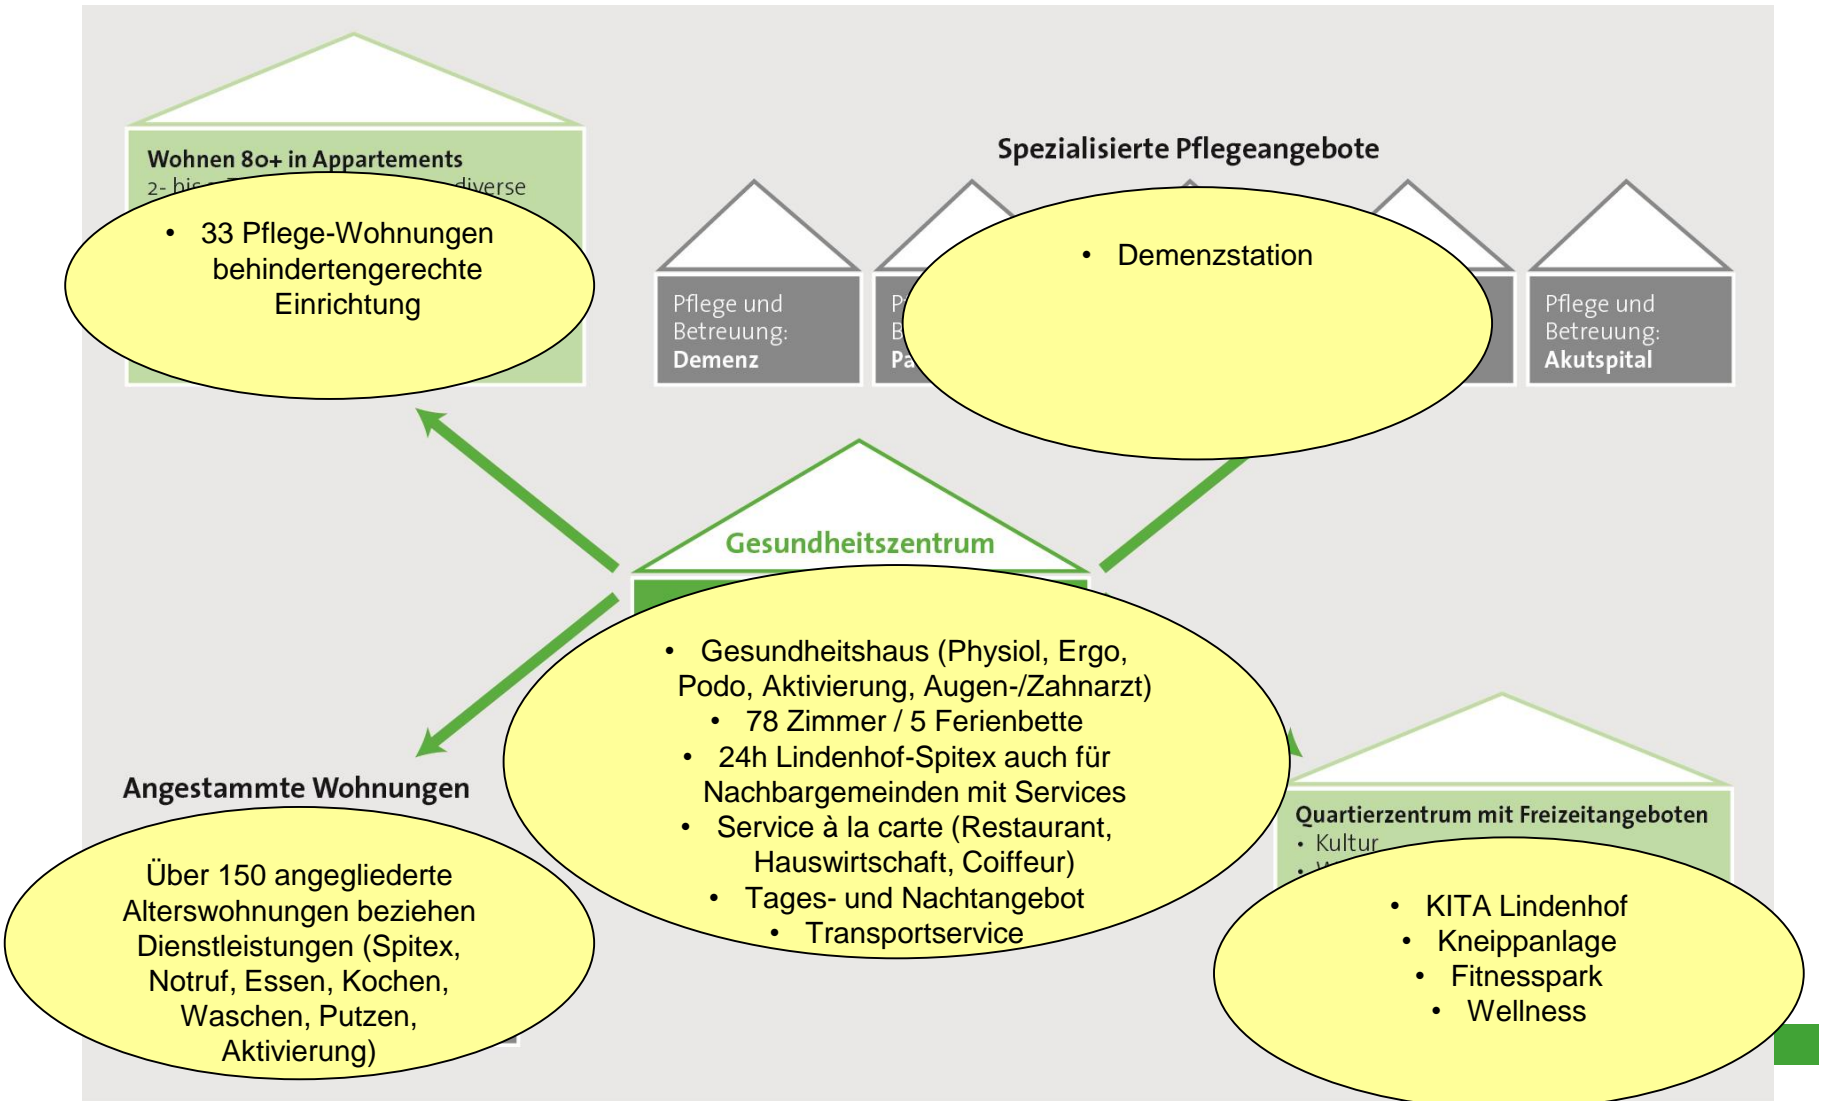 Wohnen 80+ in Appartements
2- bis diverse
• 33 Pflege-Wohnungen
behindertengerechte
Einrichtung
Spezialisierte Pflegeangebote
• Demenzstation
Pflege und
Betreuung:
Demenz
Pflege und
Betreuung:
Akutspital
Gesundheitszentrum
• Gesundheitshaus (Physiol, Ergo,
Podo, Aktivierung, Augen-/Zahnarzt)
• 78 Zimmer / 5 Ferienbette
• 24h Lindenhof-Spitex auch für
Nachbargemeinden mit Services
• Service à la carte (Restaurant,
Hauswirtschaft, Coiffeur)
• Tages- und Nachtangebot
• Transportservice
Angestammte Wohnungen
Über 150 angegliederte
Alterswohnungen beziehen
Dienstleistungen (Spitex,
Notruf, Essen, Kochen,
Waschen, Putzen,
Aktivierung)
Quartierzentrum mit Freizeitangeboten
• Kultur
• KITA Lindenhof
• Kneippanlage
• Fitnesspark
• Wellness